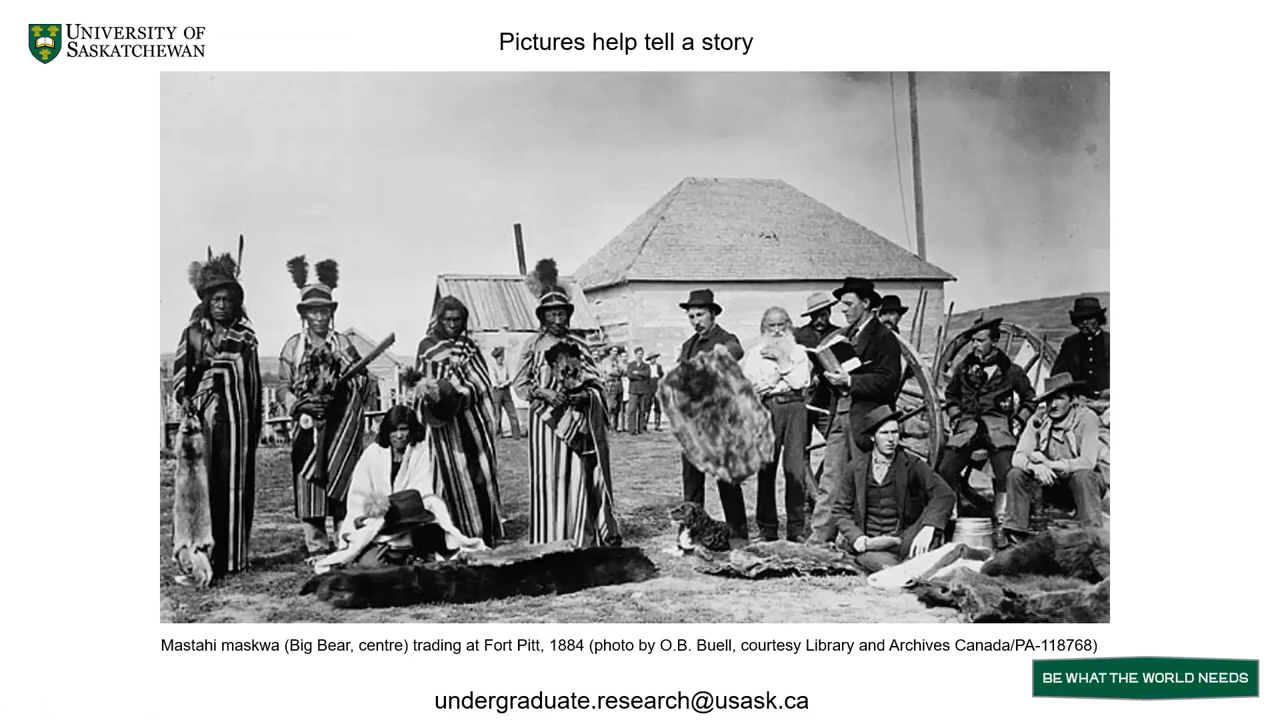 UNIVERSITY OF
SASKATCHEWAN
Pictures help tell a story
Mastahi maskwa (Big Bear, centre) trading at Fort Pitt, 1884 (photo by O.B. Buell, courtesy Library and Archives Canada/PA-118768)
BE WHAT THE WORLD NEEDS
undergraduate.research@usask.ca